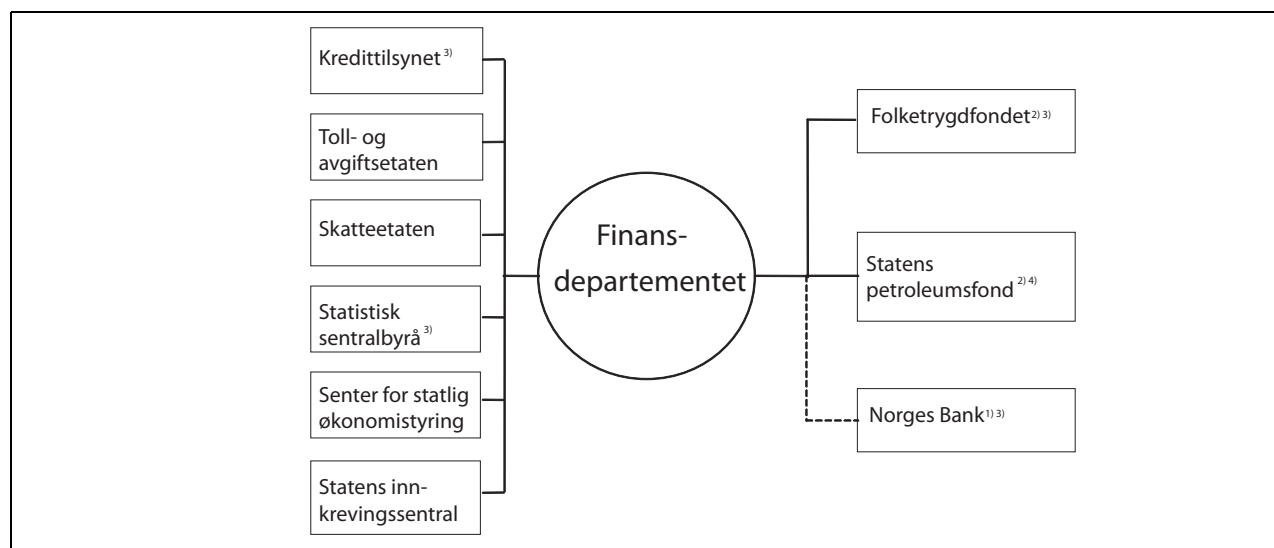 Kredittilsynet 3)
Toll- og
avgiftsetaten
Skatteetaten
Statistisk
sentralbyrå 3)
Senter for statlig
økonomistyring
Statens inn-
krevingssentral
Finans-
departementet
Folketrygdfondet 2) 3)
Statens
petroleumsfond 2) 4)
Norges Bank 1) 3)